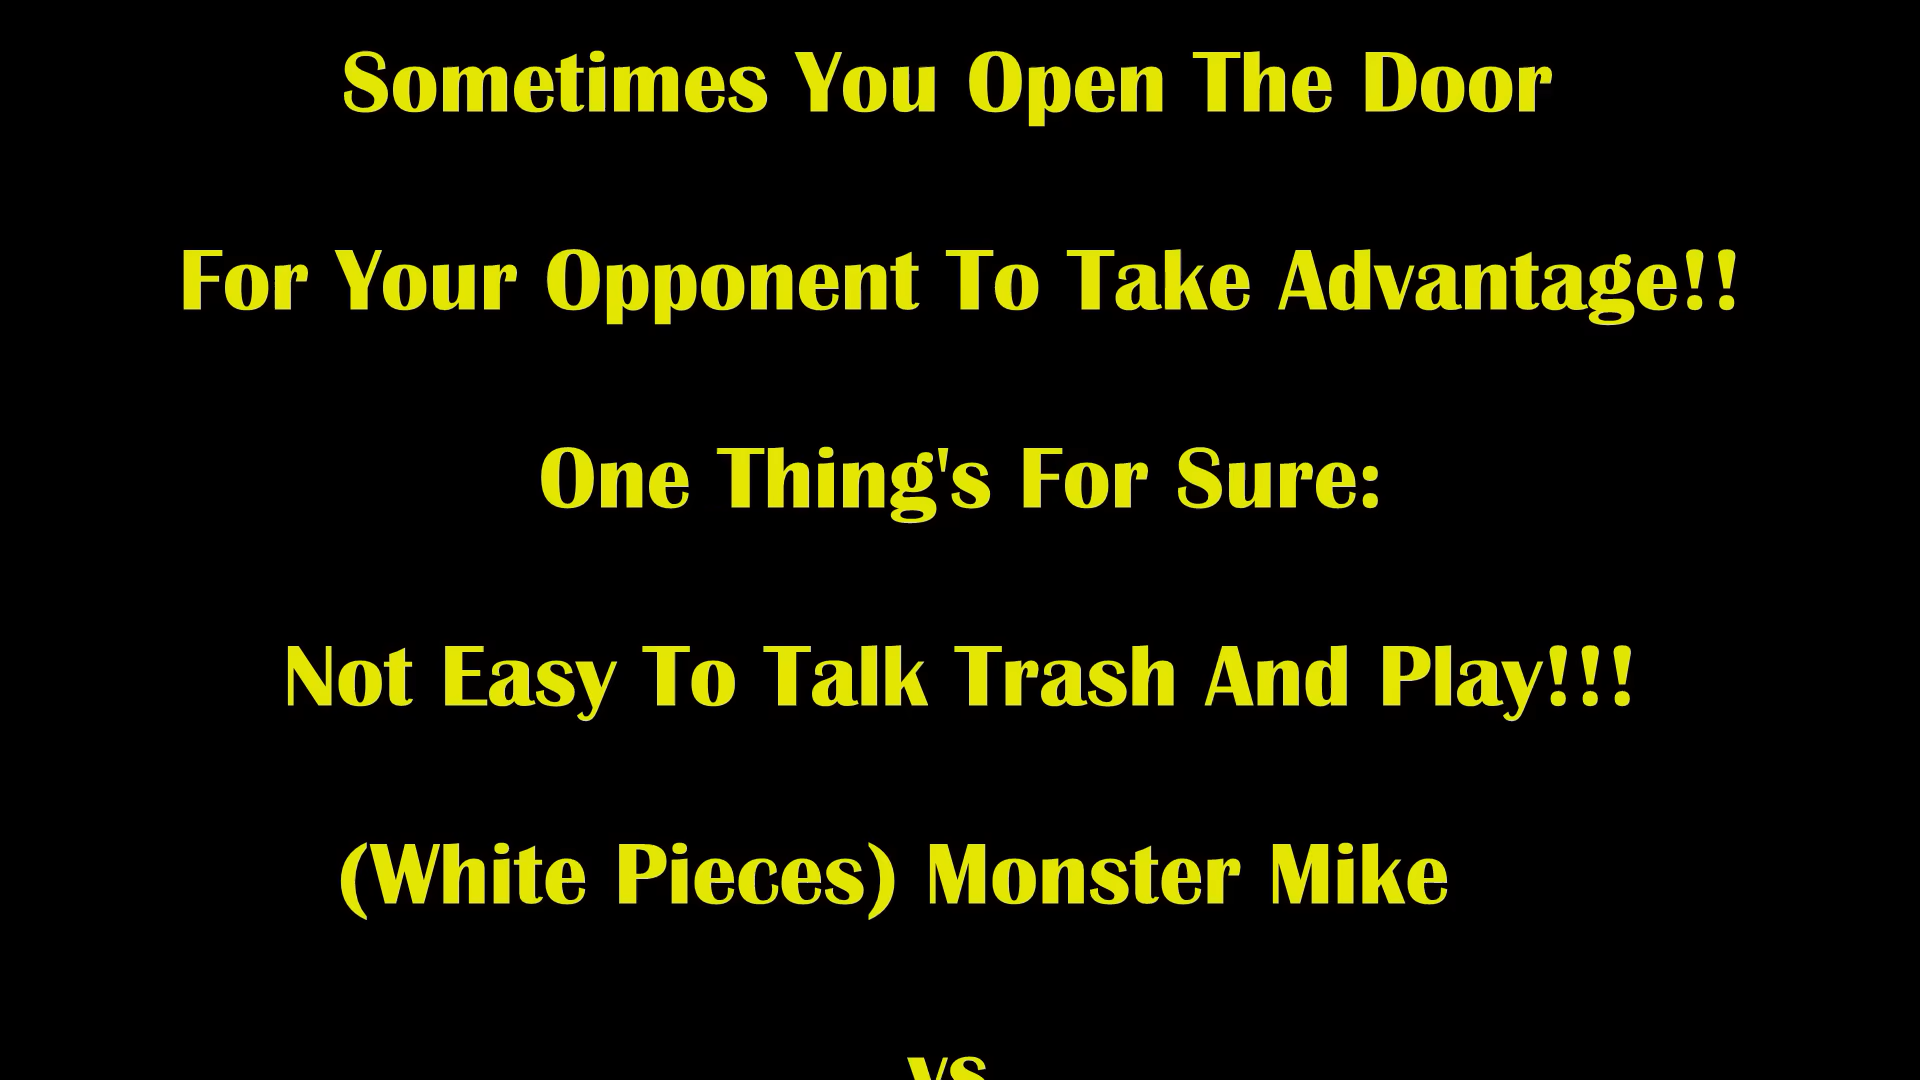 Sometimes You Open The Door
For Your Opponent To Take Advantage!!
One Thing's For Sure:
Not Easy To Talk Trash And Play!!!
(White Pieces) Monster Mike
vs